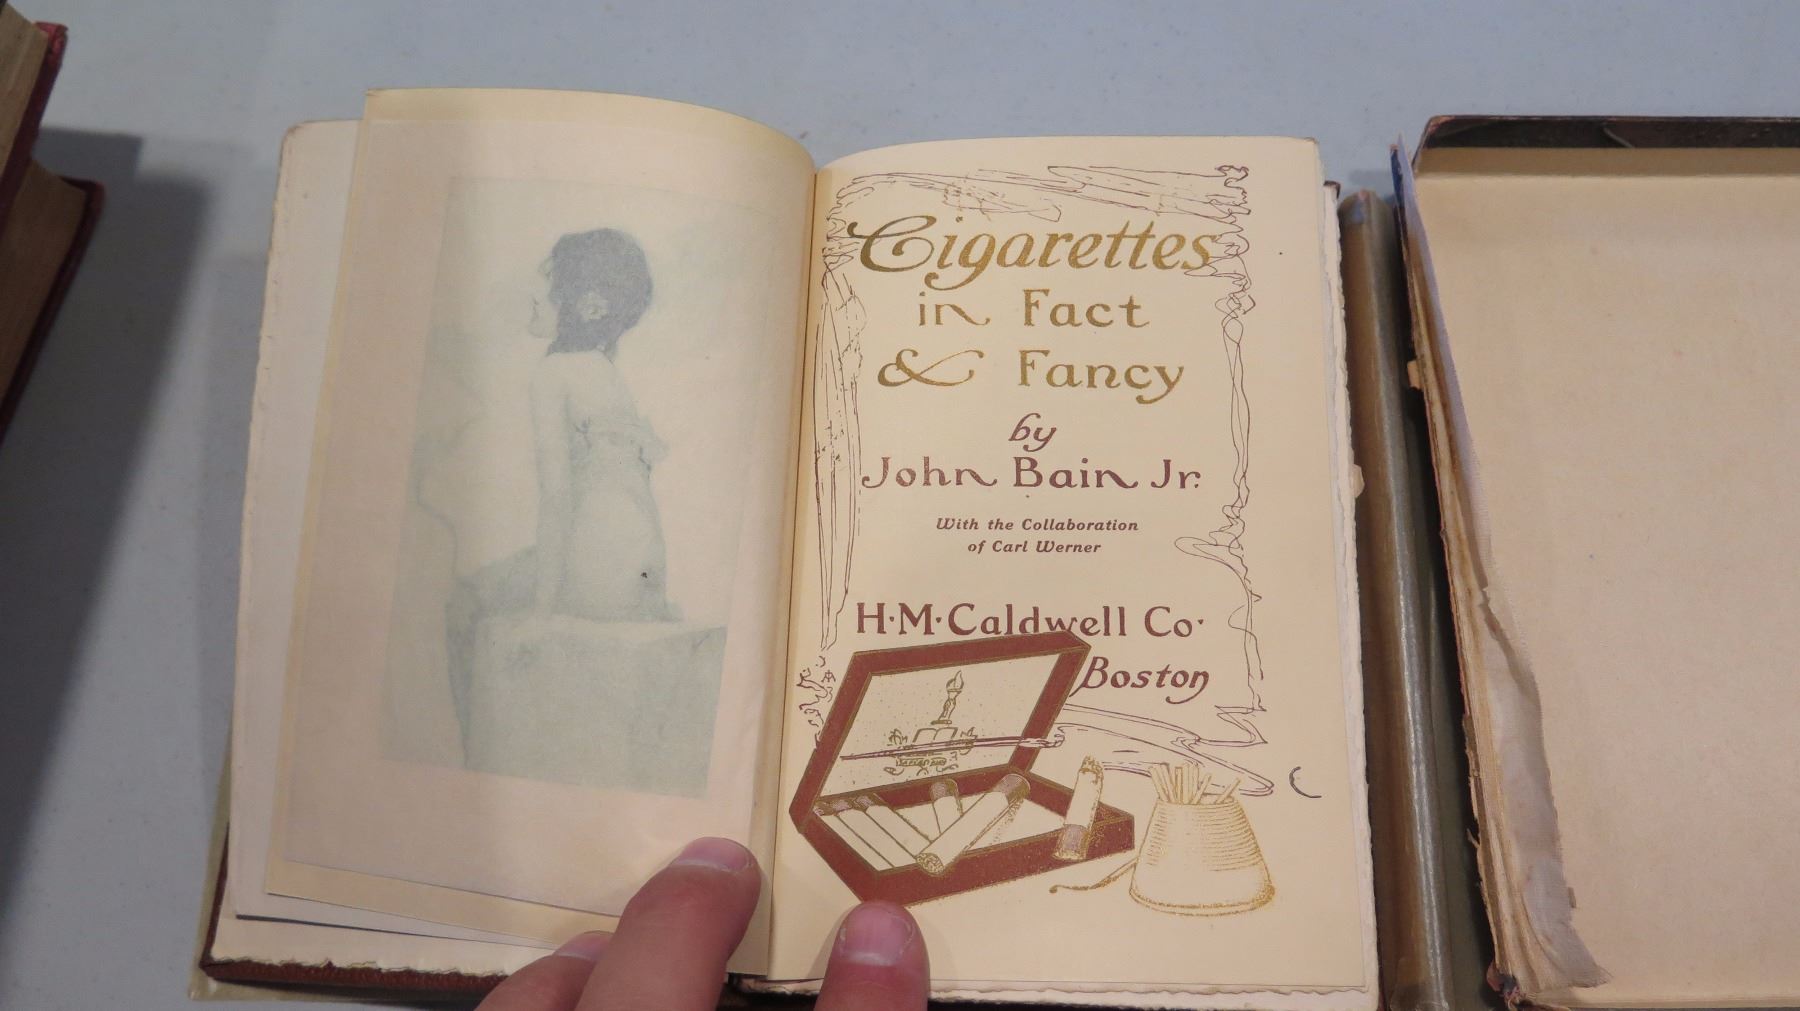 Cigarettes
in Fact
& Fancy
by
John Bain Jr.
With the Collaboration
of Carl Werner
H·M·Caldwell Co·
Boston